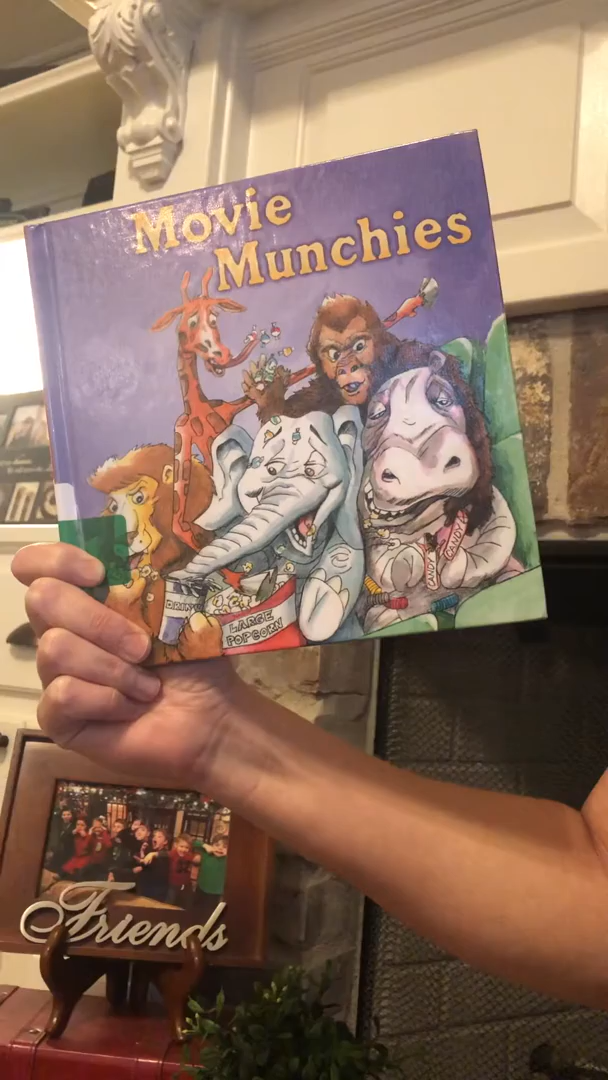 Movie
Munchies
DRINK
LARGE
POPCORN
CANDY
CANDY
Friends